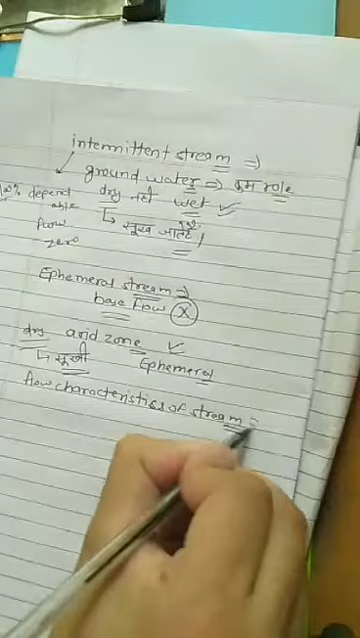 intermittent stream ⇒
ground water ⇒ कम role
% depend dry नही wet ✓
able ↳ सूख जाते है।
flow
zero
Ephemeral stream ⇒
base flow (X)
dry arid zone ✓
↳ सूखी Ephemeral
flow characteristics of stream =